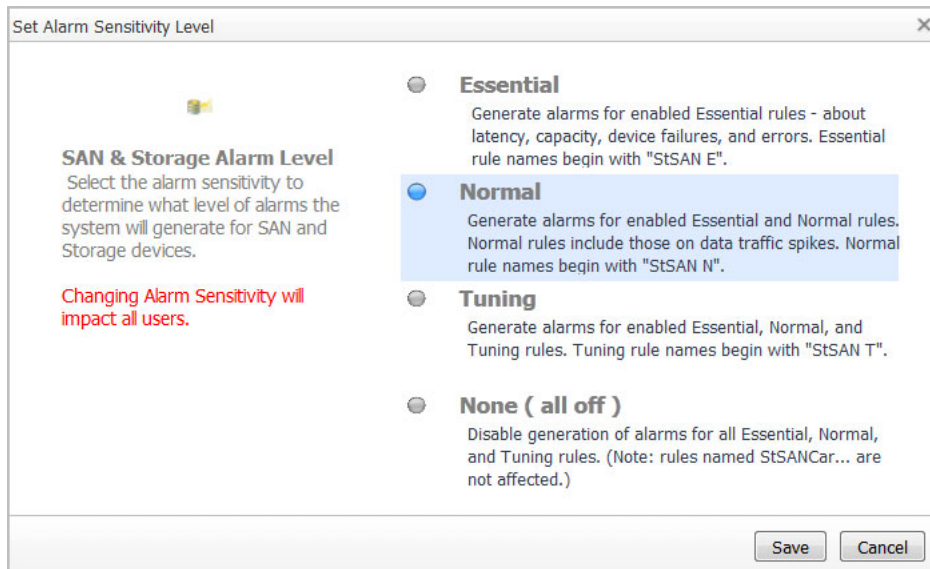 Set Alarm Sensitivity Level
SAN & Storage Alarm Level
Select the alarm sensitivity to
determine what level of alarms the
system will generate for SAN and
Storage devices.
Changing Alarm Sensitivity will
impact all users.
Essential
Generate alarms for enabled Essential rules - about
latency, capacity, device failures, and errors. Essential
rule names begin with "StSAN E".
Normal
Generate alarms for enabled Essential and Normal rules.
Normal rules include those on data traffic spikes. Normal
rule names begin with "StSAN N".
Tuning
Generate alarms for enabled Essential, Normal, and
Tuning rules. Tuning rule names begin with "StSAN T".
None ( all off )
Disable generation of alarms for all Essential, Normal,
and Tuning rules. (Note: rules named StSANCar... are
not affected.)
Save
Cancel